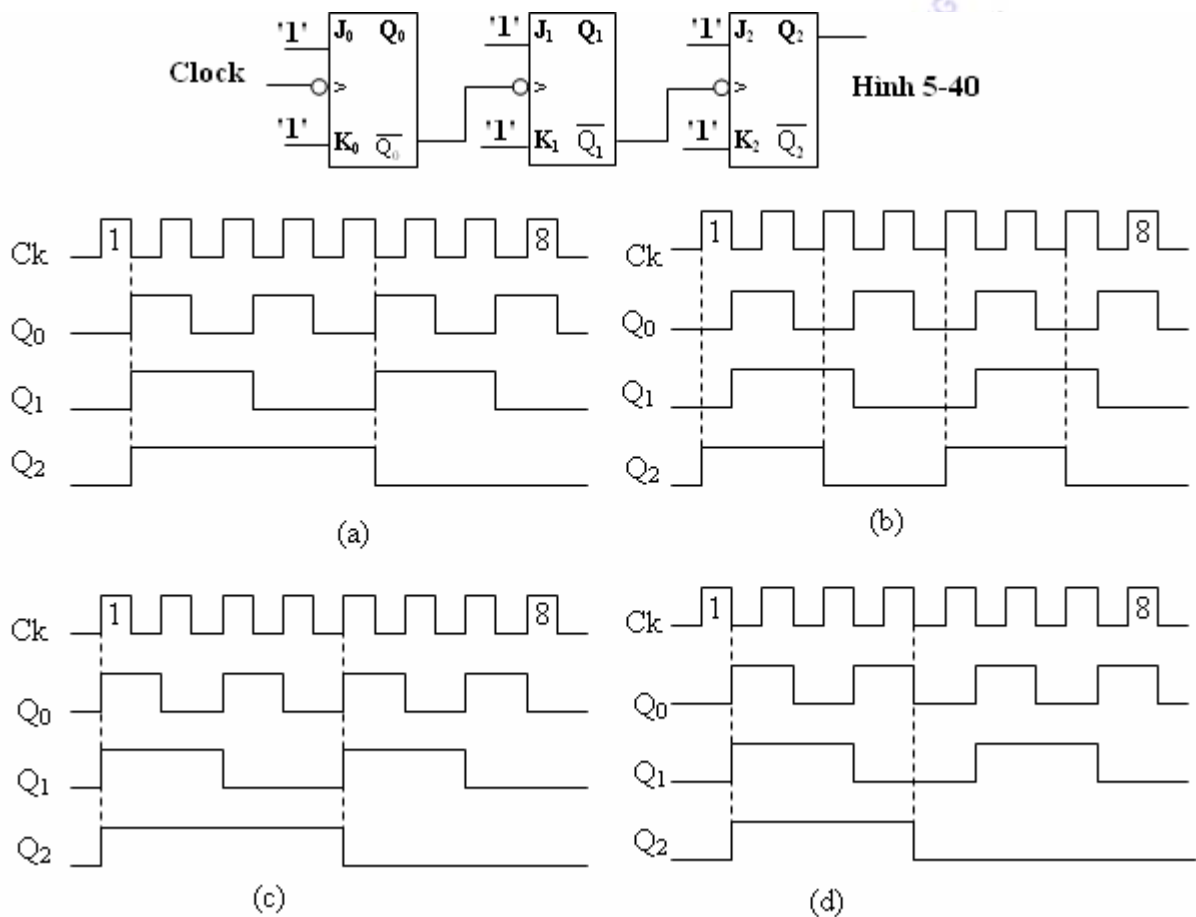 '1' J₀ Q₀ '1' J₁ Q₁ '1' J₂ Q₂
Clock > > > Hình 5-40
'1' K₀ Q̅₀ '1' K₁ Q̅₁ '1' K₂ Q̅₂
Ck 1 8
Q₀
Q₁
Q₂
(a)
Ck 1 8
Q₀
Q₁
Q₂
(b)
Ck 1 8
Q₀
Q₁
Q₂
(c)
Ck 1 8
Q₀
Q₁
Q₂
(d)